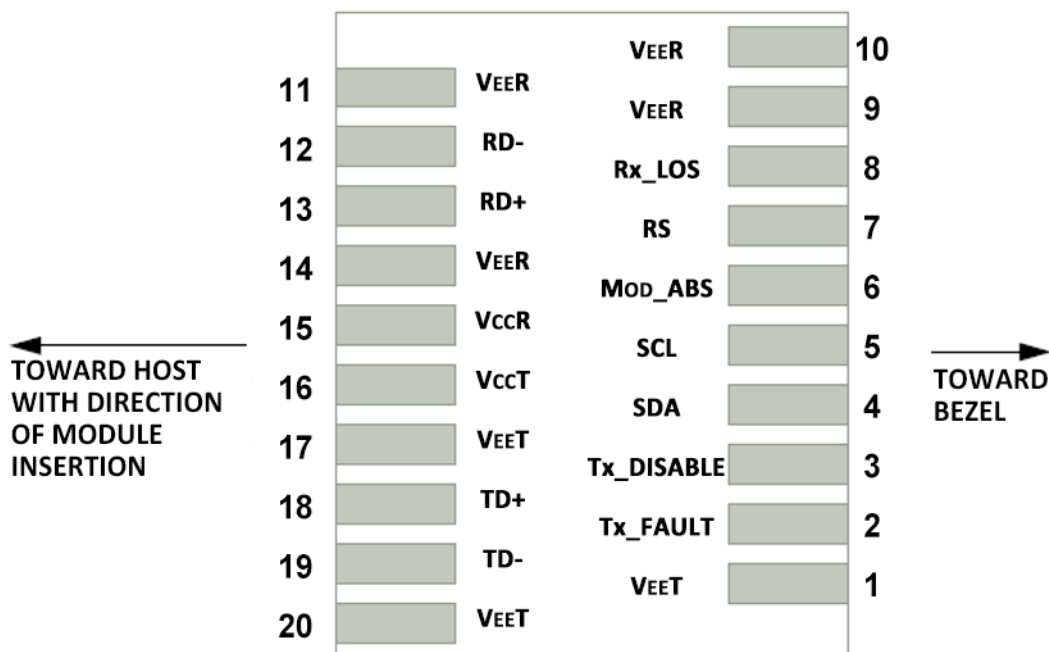 VEER 10
11 VEER
VEER 9
12 RD-
Rx_LOS 8
13 RD+
RS 7
14 VEER
MOD_ABS 6
15 VCCR
SCL 5
16 VCCT
SDA 4
17 VEET
Tx_DISABLE 3
18 TD+
Tx_FAULT 2
19 TD-
VEET 1
20 VEET
TOWARD HOST
WITH DIRECTION
OF MODULE
INSERTION
TOWARD
BEZEL